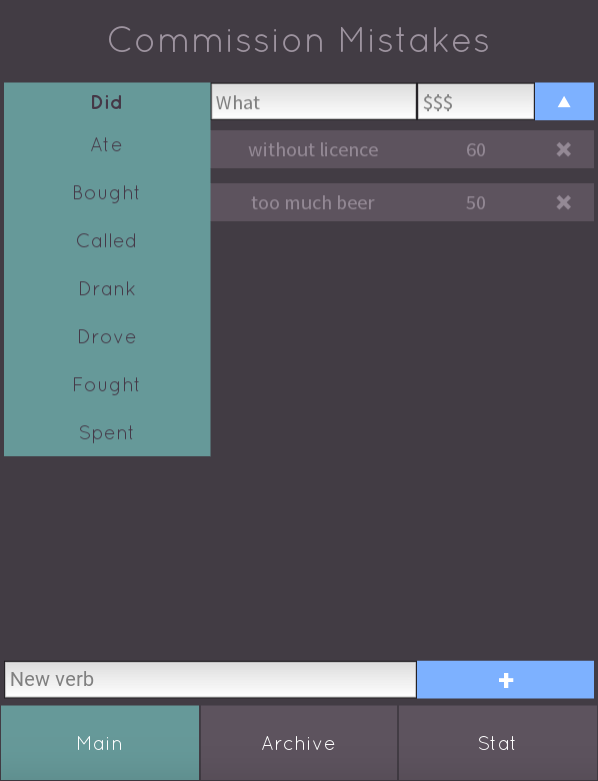 Commission Mistakes
Did What $$$
Ate without licence 60
Bought too much beer 50
Called
Drank
Drove
Fought
Spent
New verb
Main Archive Stat